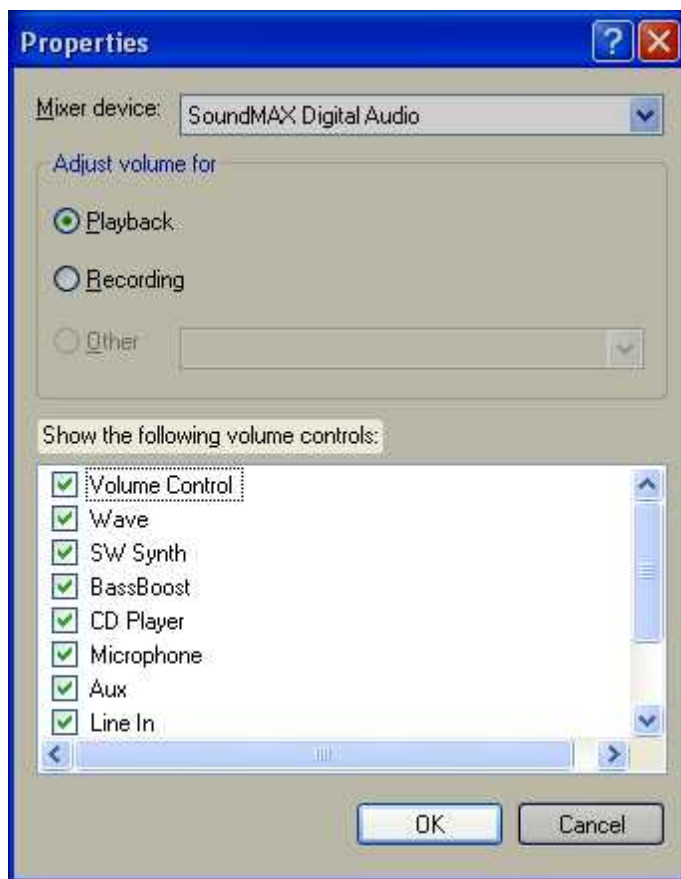 Properties
Mixer device: SoundMAX Digital Audio
Adjust volume for
Playback
Recording
Other
Show the following volume controls:
Volume Control
Wave
SW Synth
BassBoost
CD Player
Microphone
Aux
Line In
OK Cancel